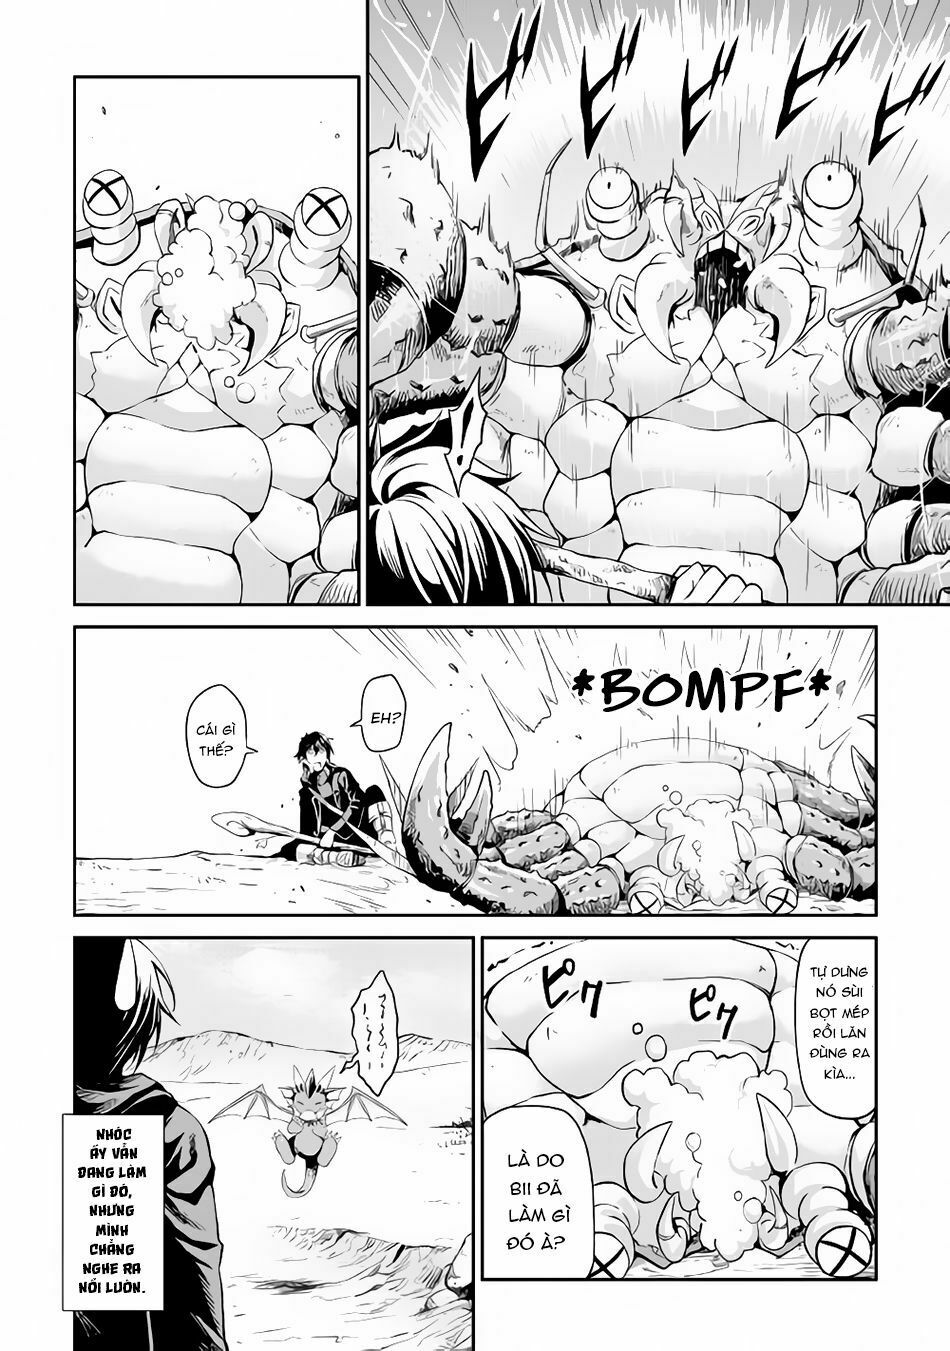 ビ ビ ビ ビ ビ
!
*BOMPF*
EH?
CÁI GÌ
THẾ?
TỰ DƯNG
NÓ SÙI
BỌT MÉP
RỒI LĂN
ĐÙNG RA
KÌA...
ピク
ピク
LÀ DO
BII ĐÃ
LÀM GÌ
ĐÓ À?
NHÓC
ẤY VẪN
ĐANG LÀM
GÌ ĐÓ,
NHƯNG
MÌNH
CHẲNG
NGHE RA
NỔI LUÔN.